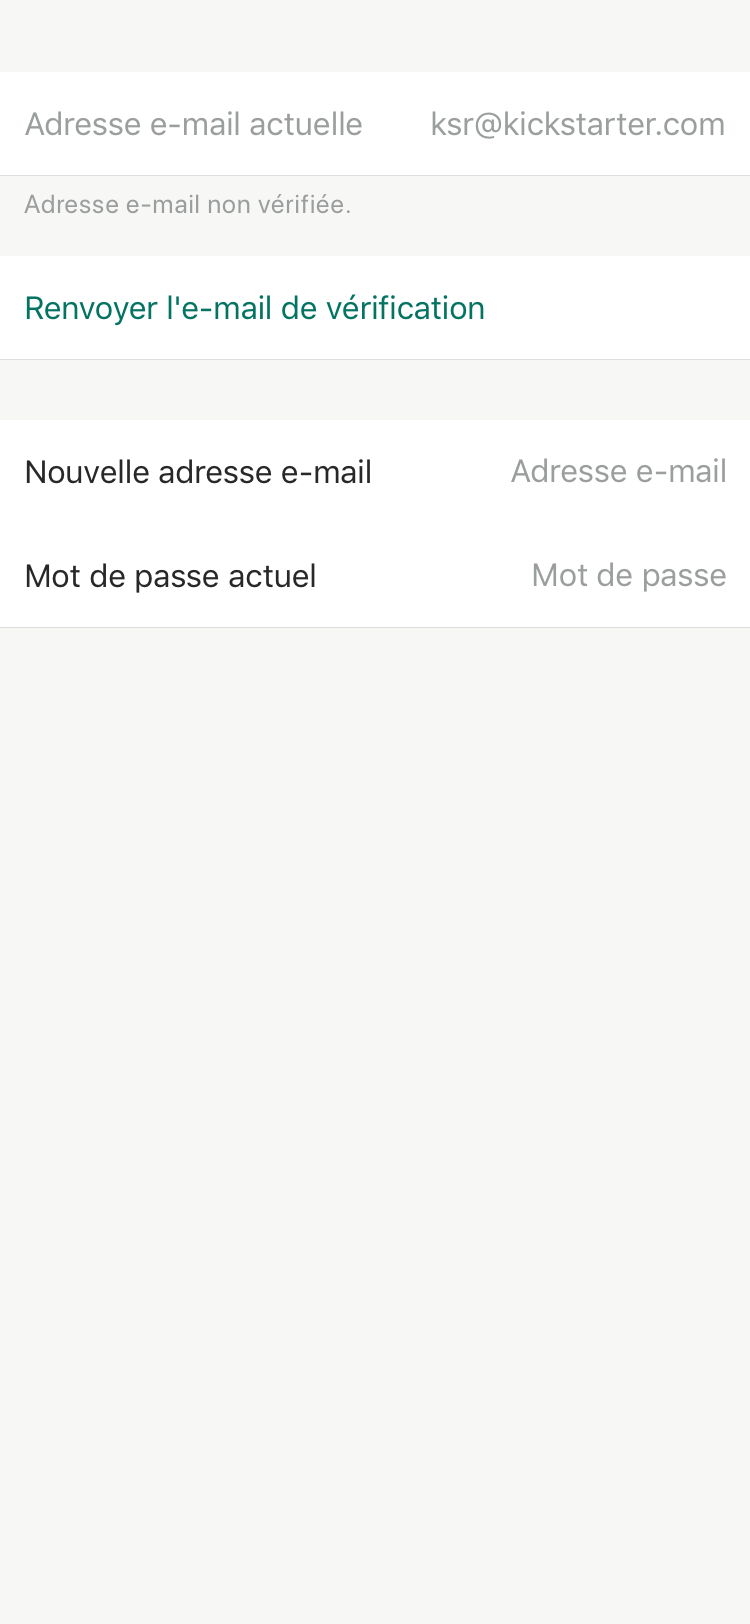 Adresse e-mail actuelle ksr@kickstarter.com
Adresse e-mail non vérifiée.
Renvoyer l'e-mail de vérification
Nouvelle adresse e-mail Adresse e-mail
Mot de passe actuel Mot de passe